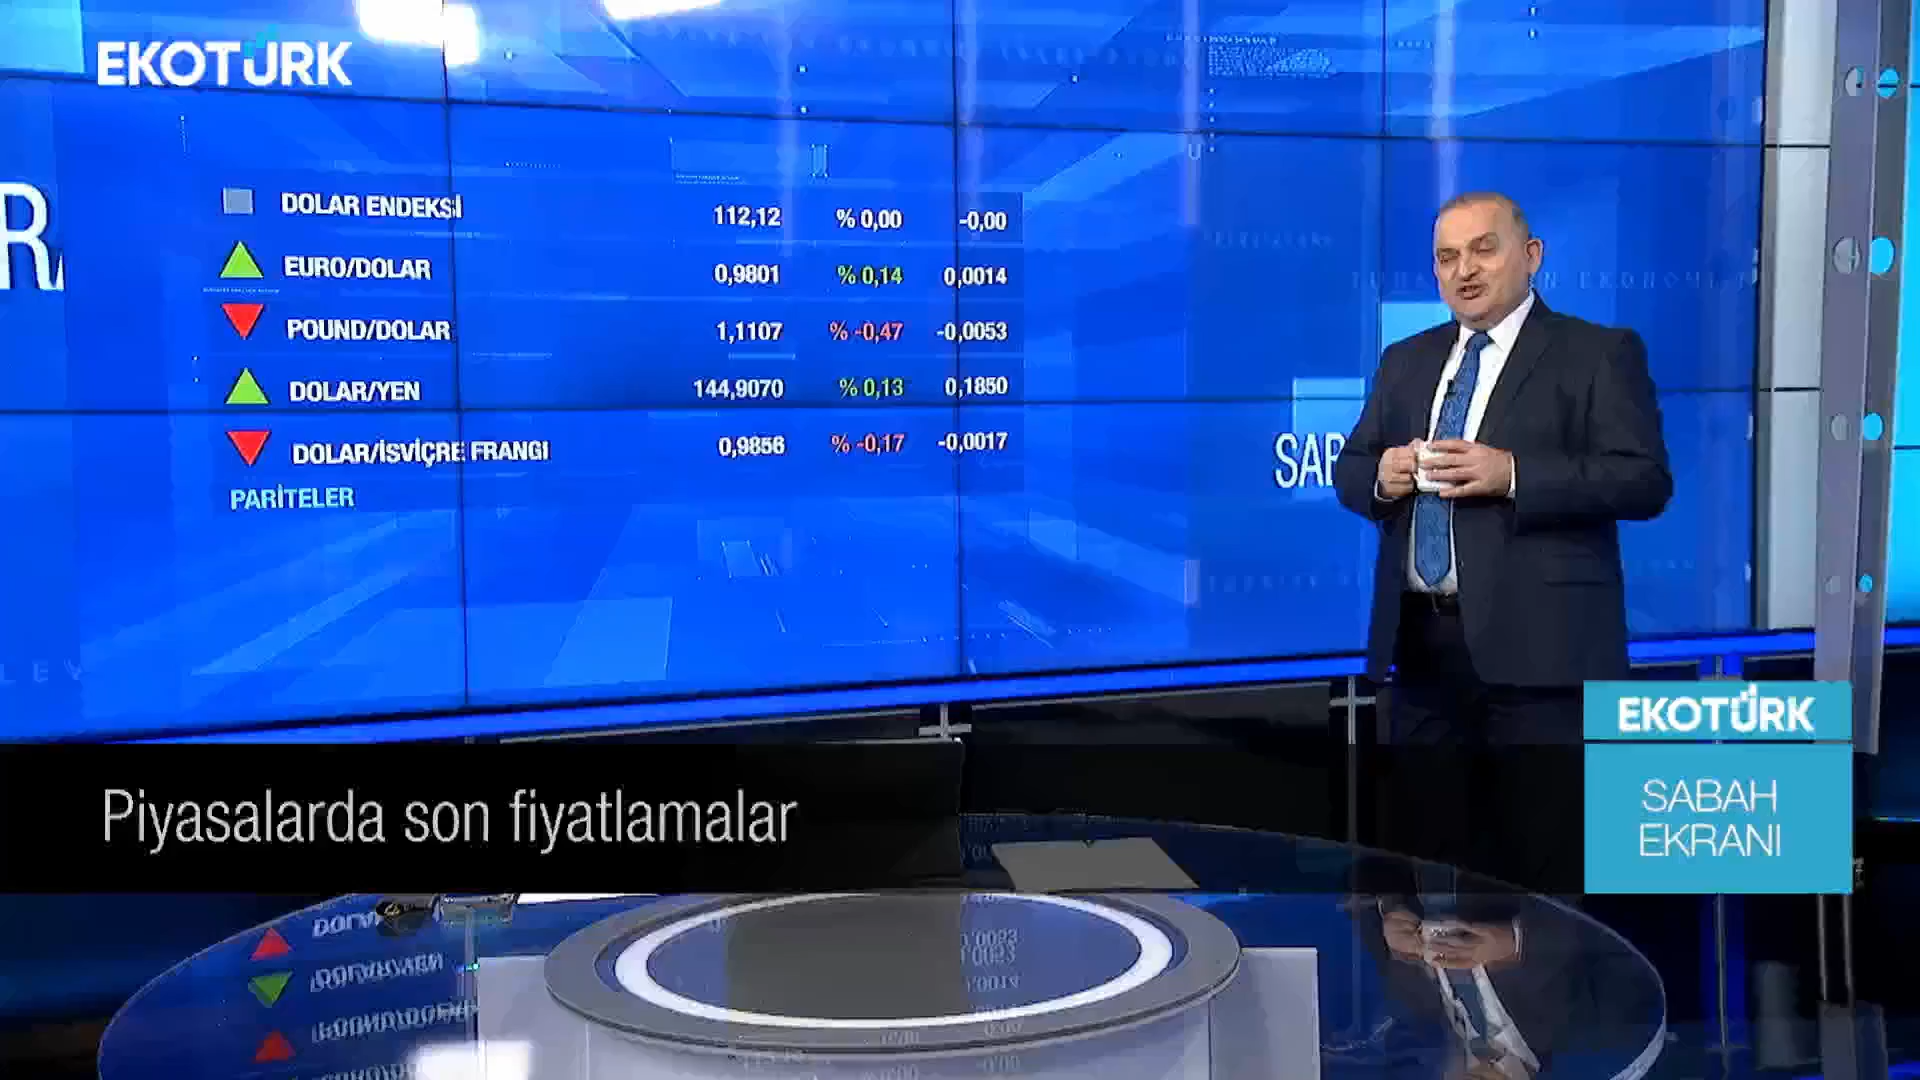 EKOTÜRK
DOLAR ENDEKSİ 112,12 % 0,00 -0,00
EURO/DOLAR 0,9801 % 0,14 0,0014
POUND/DOLAR 1,1107 % -0,47 -0,0053
DOLAR/YEN 144,9070 % 0,13 0,1850
DOLAR/İSVİÇRE FRANGI 0,9856 % -0,17 -0,0017
PARİTELER
SAB
EKOTÜRK
SABAH
EKRANI
Piyasalarda son fiyatlamalar